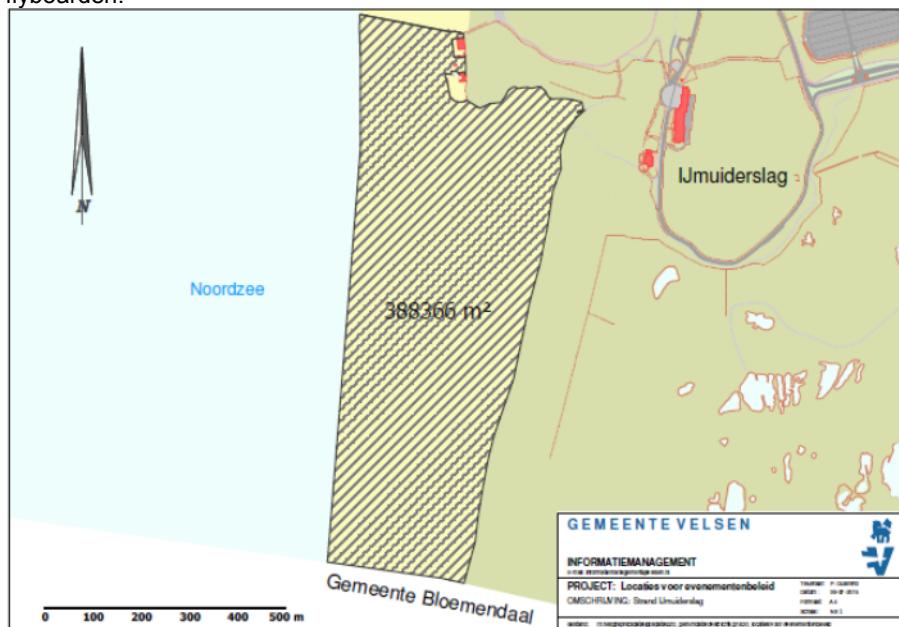 flyboarden.
N
IJmuiderslag
Noordzee
388366 m²
Gemeente Bloemendaal
0 100 200 300 400 500 m
GEMEENTE VELSEN
INFORMATIEMANAGEMENT
PROJECT: Locaties voor evenementenbeleid
OMSCHRIJVING: Strand IJmuiderslag